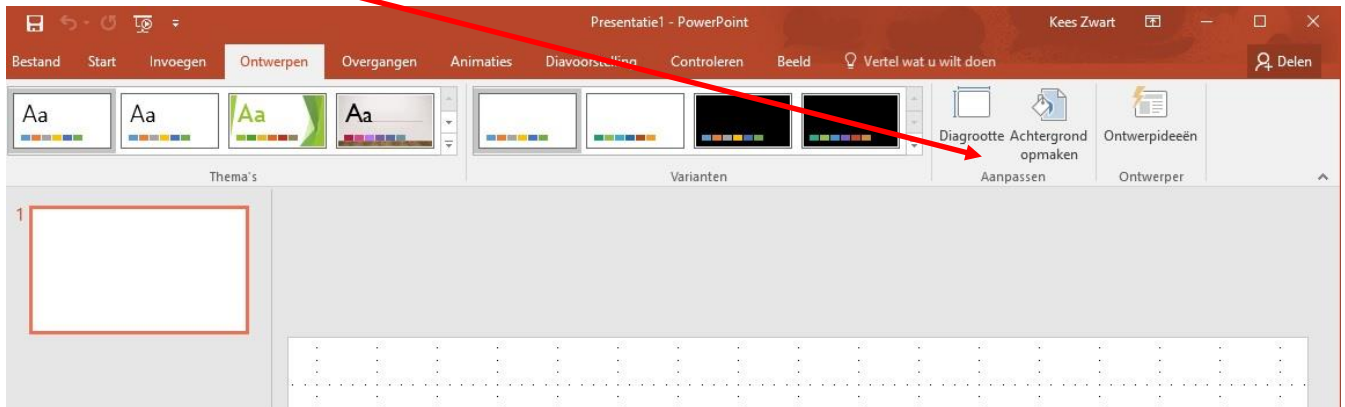 Presentatie1 - PowerPoint
Kees Zwart
Bestand Start Invoegen Ontwerpen Overgangen Animaties Diavoorstelling Controleren Beeld Vertel wat u wilt doen Delen
Aa Aa Aa Aa
Diagrootte Achtergrond opmaken Ontwerpideeën
Thema's Varianten Aanpassen Ontwerper
1